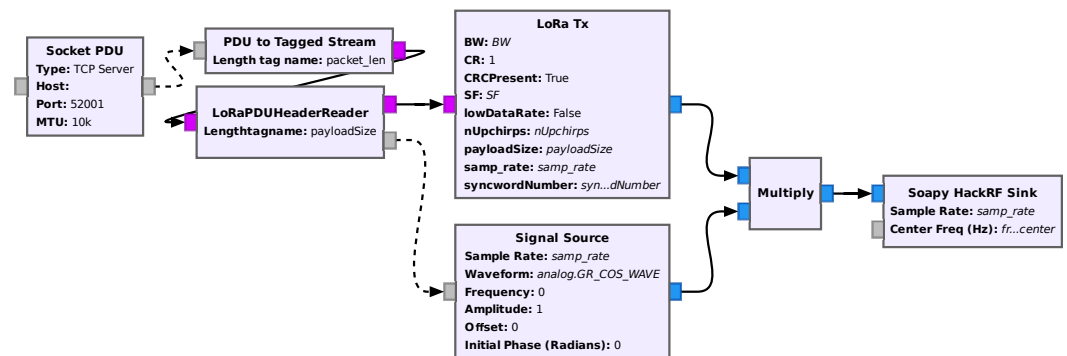 Socket PDU
Type: TCP Server
Host:
Port: 52001
MTU: 10k
PDU to Tagged Stream
Length tag name: packet_len
LoRaPDUHeaderReader
Lengthtagname: payloadSize
LoRa Tx
BW: BW
CR: 1
CRCPresent: True
SF: SF
lowDataRate: False
nUpchirps: nUpchirps
payloadSize: payloadSize
samp_rate: samp_rate
syncwordNumber: syn...dNumber
Signal Source
Sample Rate: samp_rate
Waveform: analog.GR_COS_WAVE
Frequency: 0
Amplitude: 1
Offset: 0
Initial Phase (Radians): 0
Multiply
Soapy HackRF Sink
Sample Rate: samp_rate
Center Freq (Hz): fr...center